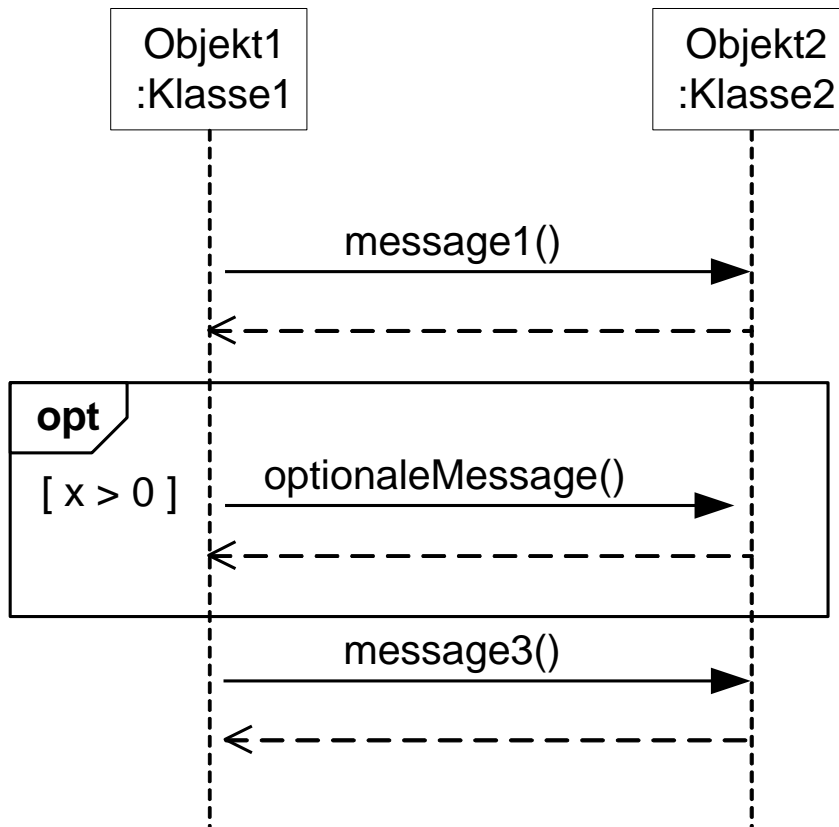 Objekt1
:Klasse1
Objekt2
:Klasse2
message1()
opt
[ x > 0 ]
optionaleMessage()
message3()